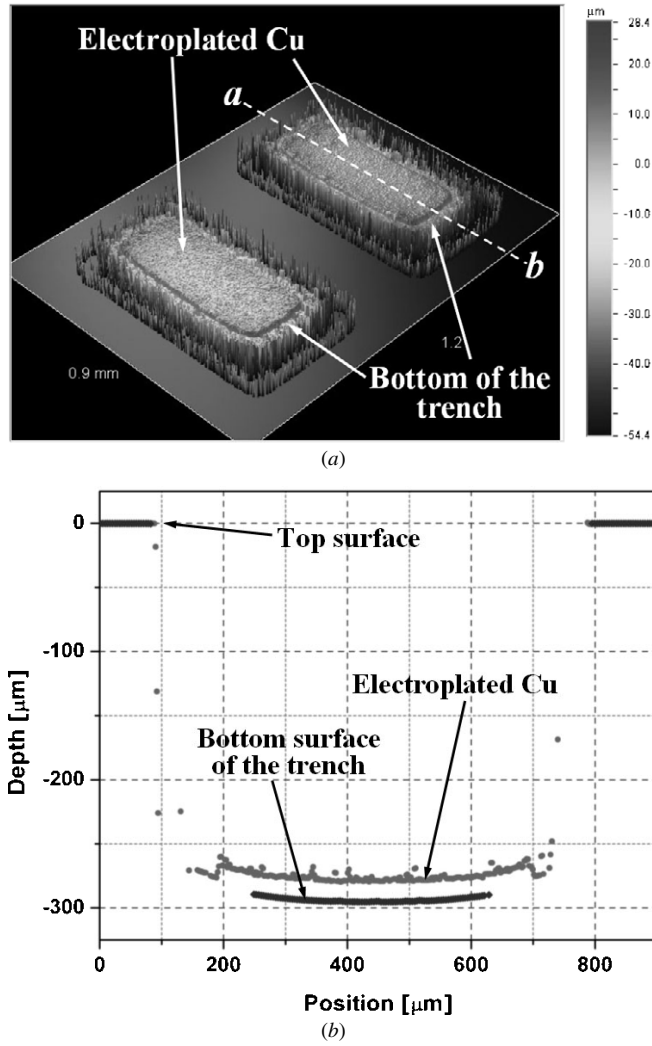 μm
28.4
20.0
10.0
0.0
-10.0
-20.0
-30.0
-40.0
-54.4
Electroplated Cu
a
b
0.9 mm
1.2
Bottom of the
trench
(a)
0
-100
-200
-300
Depth [μm]
Top surface
Electroplated Cu
Bottom surface
of the trench
0
200
400
600
800
Position [μm]
(b)